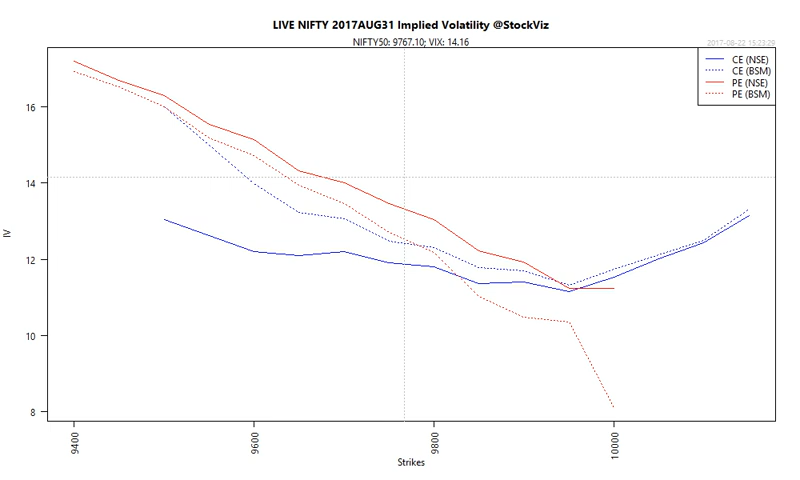 LIVE NIFTY 2017AUG31 Implied Volatility @StockViz
NIFTY50: 9767.10; VIX: 14.16
2017-08-22 15:23:29
CE (NSE)
CE (BSM)
PE (NSE)
PE (BSM)
16
14
12
10
8
IV
9400
9600
9800
10000
Strikes